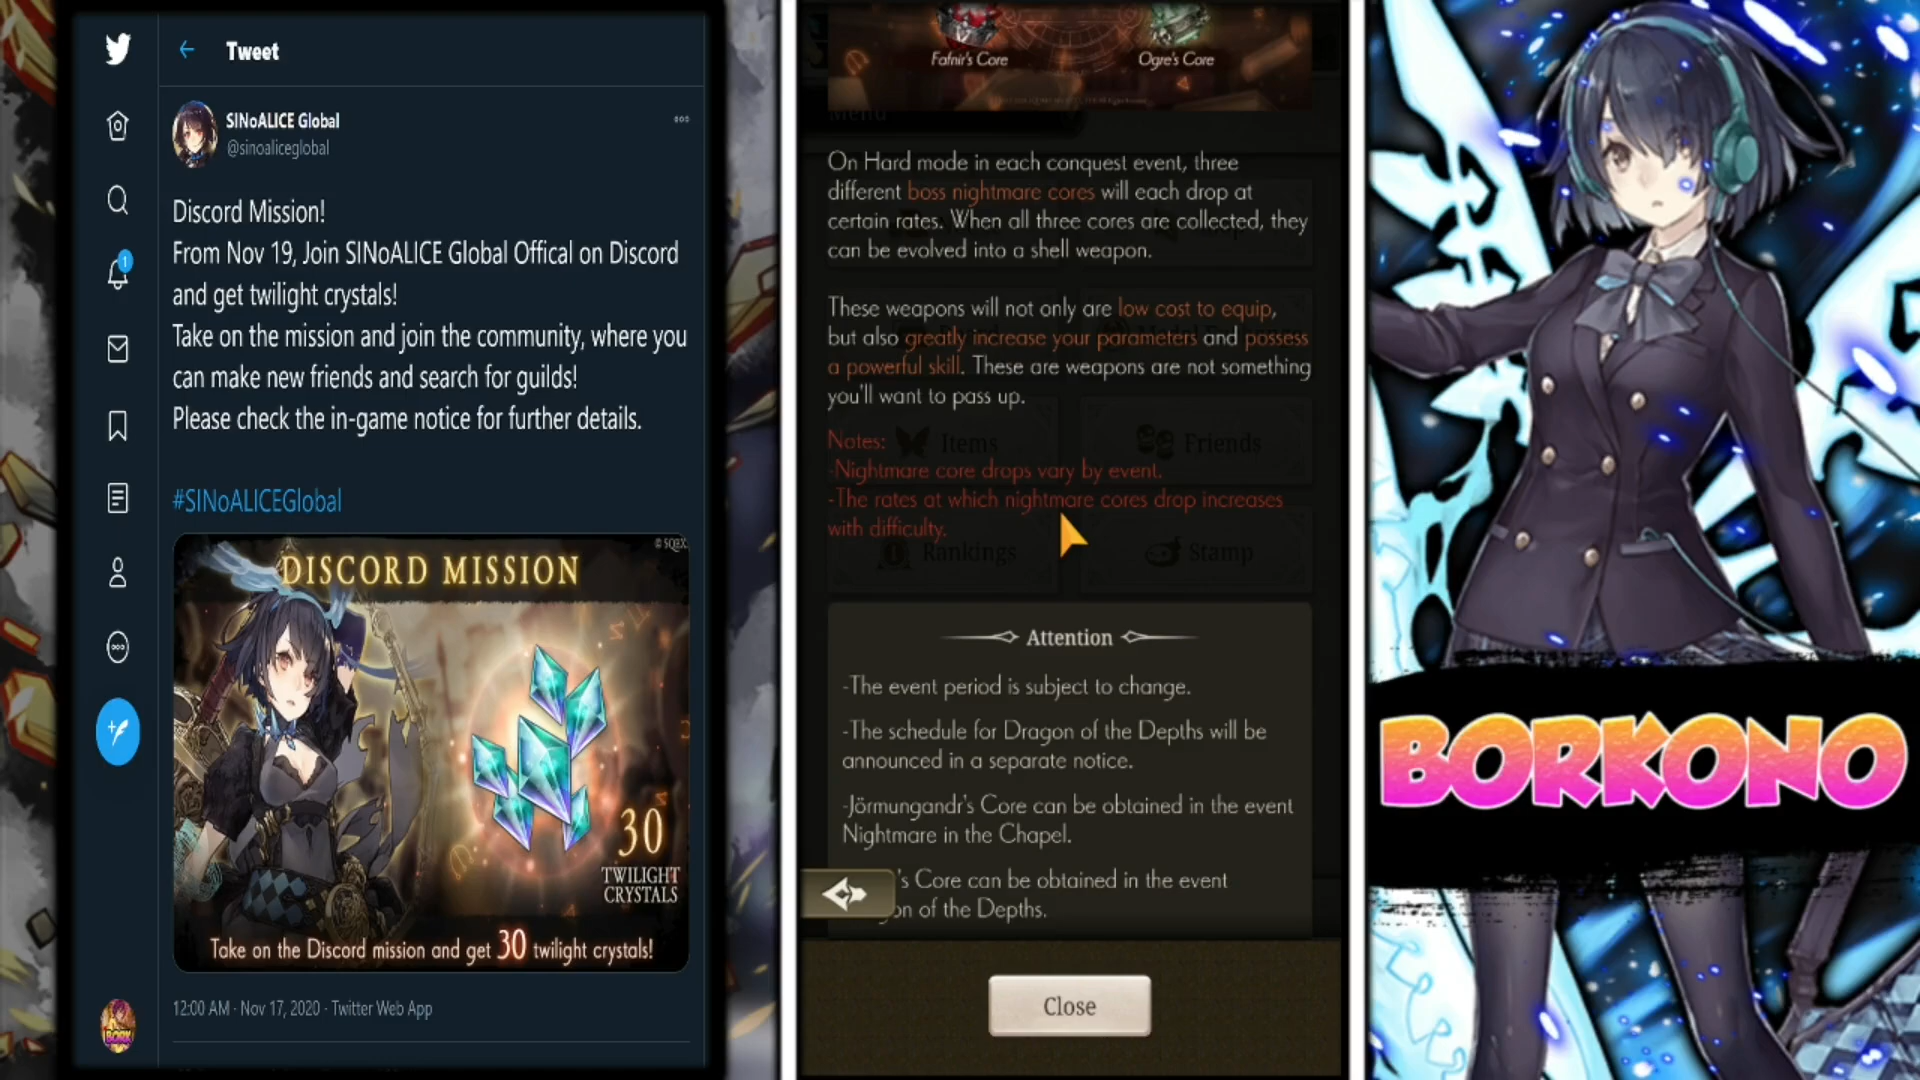 Tweet
SINoALICE Global
@sinoaliceglobal
Discord Mission!
From Nov 19, Join SINoALICE Global Offical on Discord
and get twilight crystals!
Take on the mission and join the community, where you
can make new friends and search for guilds!
Please check the in-game notice for further details.
#SINoALICEGlobal
DISCORD MISSION
30
TWILIGHT
CRYSTALS
Take on the Discord mission and get 30 twilight crystals!
12:00 AM · Nov 17, 2020 · Twitter Web App
1
Fafnir's Core
Ogre's Core
Menu
On Hard mode in each conquest event, three
different boss nightmare cores will each drop at
certain rates. When all three cores are collected, they
can be evolved into a shell weapon.
These weapons will not only are low cost to equip,
but also greatly increase your parameters and possess
a powerful skill. These are weapons are not something
you'll want to pass up.
Notes:
-Nightmare core drops vary by event.
-The rates at which nightmare cores drop increases
with difficulty.
Items
Friends
Rankings
Stamp
Attention
-The event period is subject to change.
-The schedule for Dragon of the Depths will be
announced in a separate notice.
-Jörmungandr's Core can be obtained in the event
Nightmare in the Chapel.
's Core can be obtained in the event
on of the Depths.
Close
BORKONO